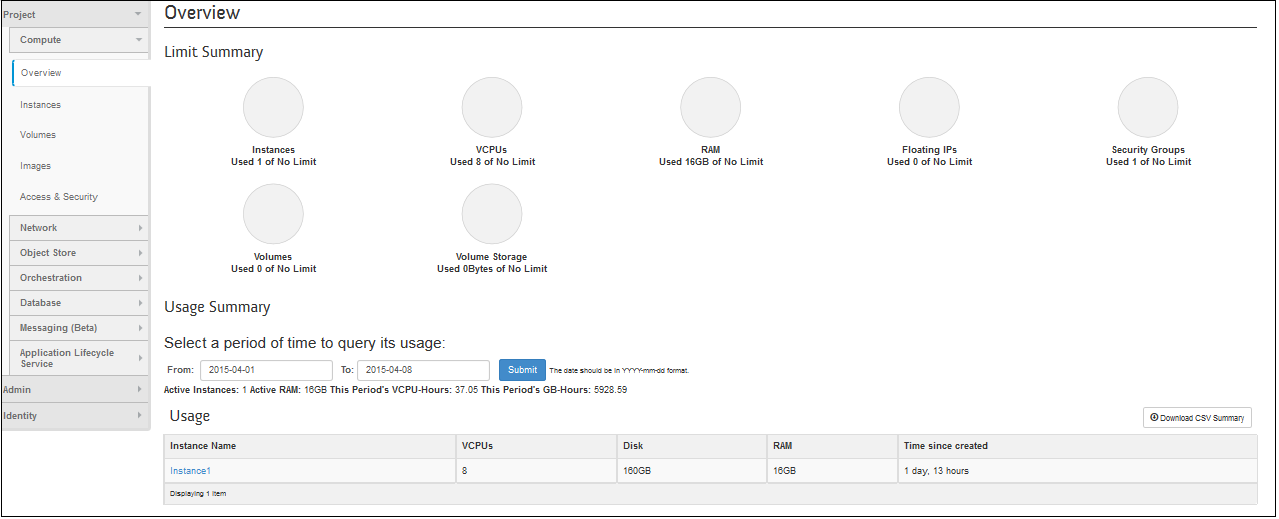 Project
Compute
Overview
Instances
Volumes
Images
Access & Security
Network
Object Store
Orchestration
Database
Messaging (Beta)
Application Lifecycle
Service
Admin
Identity
Overview
Limit Summary
Instances
Used 1 of No Limit
VCPUs
Used 8 of No Limit
RAM
Used 16GB of No Limit
Floating IPs
Used 0 of No Limit
Security Groups
Used 1 of No Limit
Volumes
Used 0 of No Limit
Volume Storage
Used 0Bytes of No Limit
Usage Summary
Select a period of time to query its usage:
From: 2015-04-01 To: 2015-04-08 Submit The date should be in YYYY-mm-dd format.
Active Instances: 1 Active RAM: 16GB This Period's VCPU-Hours: 37.05 This Period's GB-Hours: 5928.59
Usage
Download CSV Summary
Instance Name VCPUs Disk RAM Time since created
Instance1 8 160GB 16GB 1 day, 13 hours
Displaying 1 item